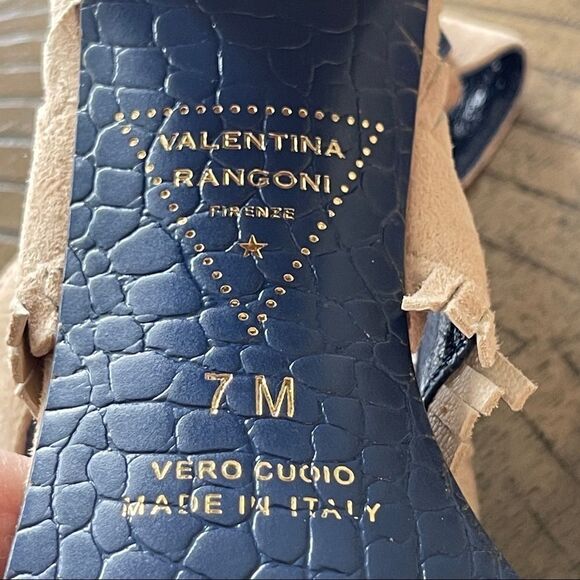 VALENTINA
RANGONI
FIRENZE
7 M
VERO CUOIO
MADE IN ITALY